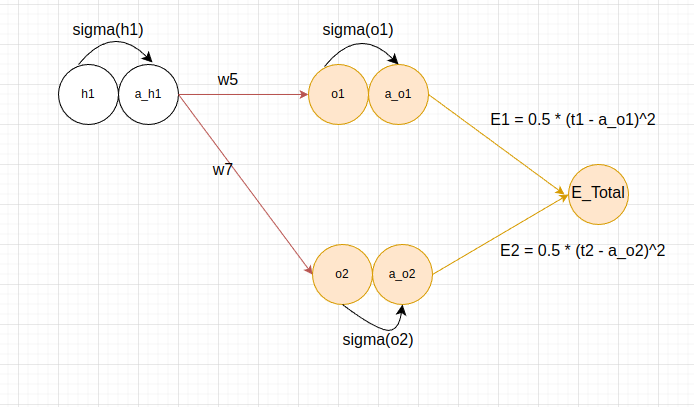 sigma(h1)
sigma(o1)
h1
a_h1
w5
o1
a_o1
E1 = 0.5 * (t1 - a_o1)^2
w7
E_Total
E2 = 0.5 * (t2 - a_o2)^2
o2
a_o2
sigma(o2)